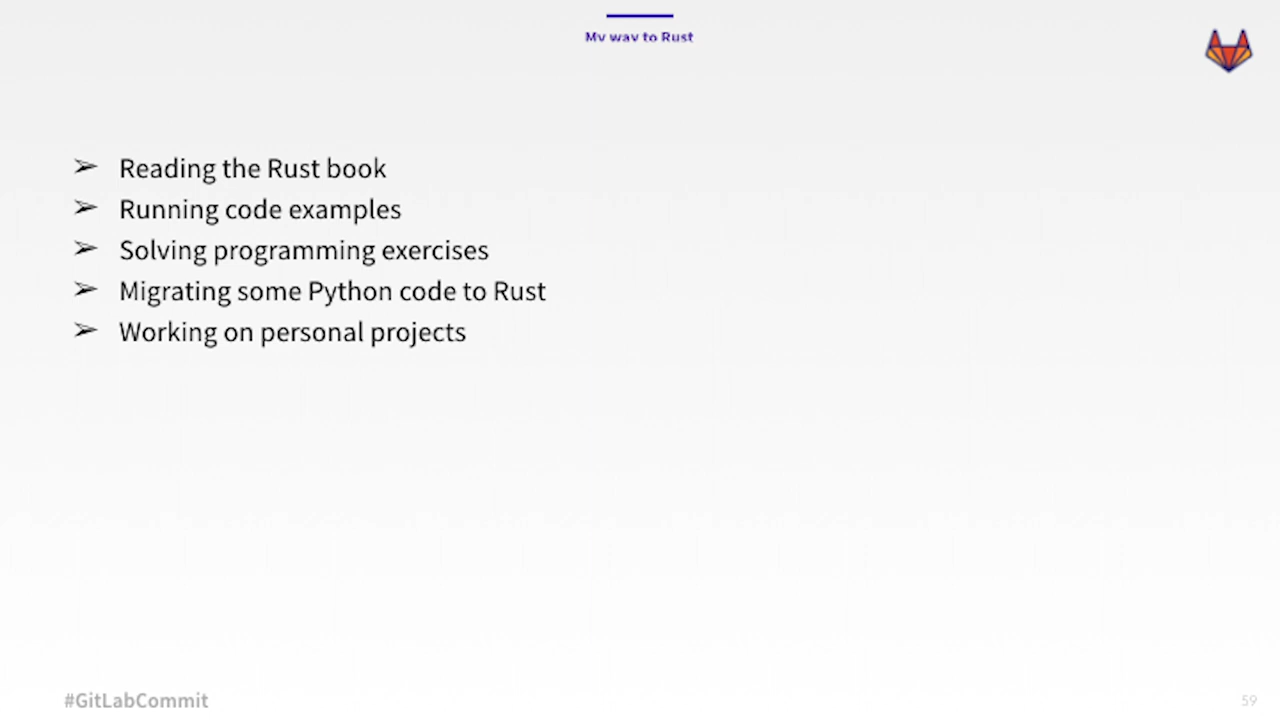 My way to Rust
➢ Reading the Rust book
➢ Running code examples
➢ Solving programming exercises
➢ Migrating some Python code to Rust
➢ Working on personal projects
#GitLabCommit
59